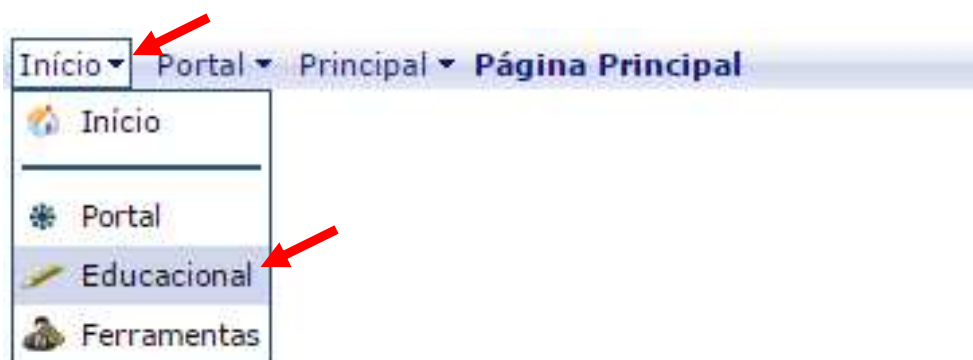 Início Portal Principal Página Principal
Início
Portal
Educacional
Ferramentas